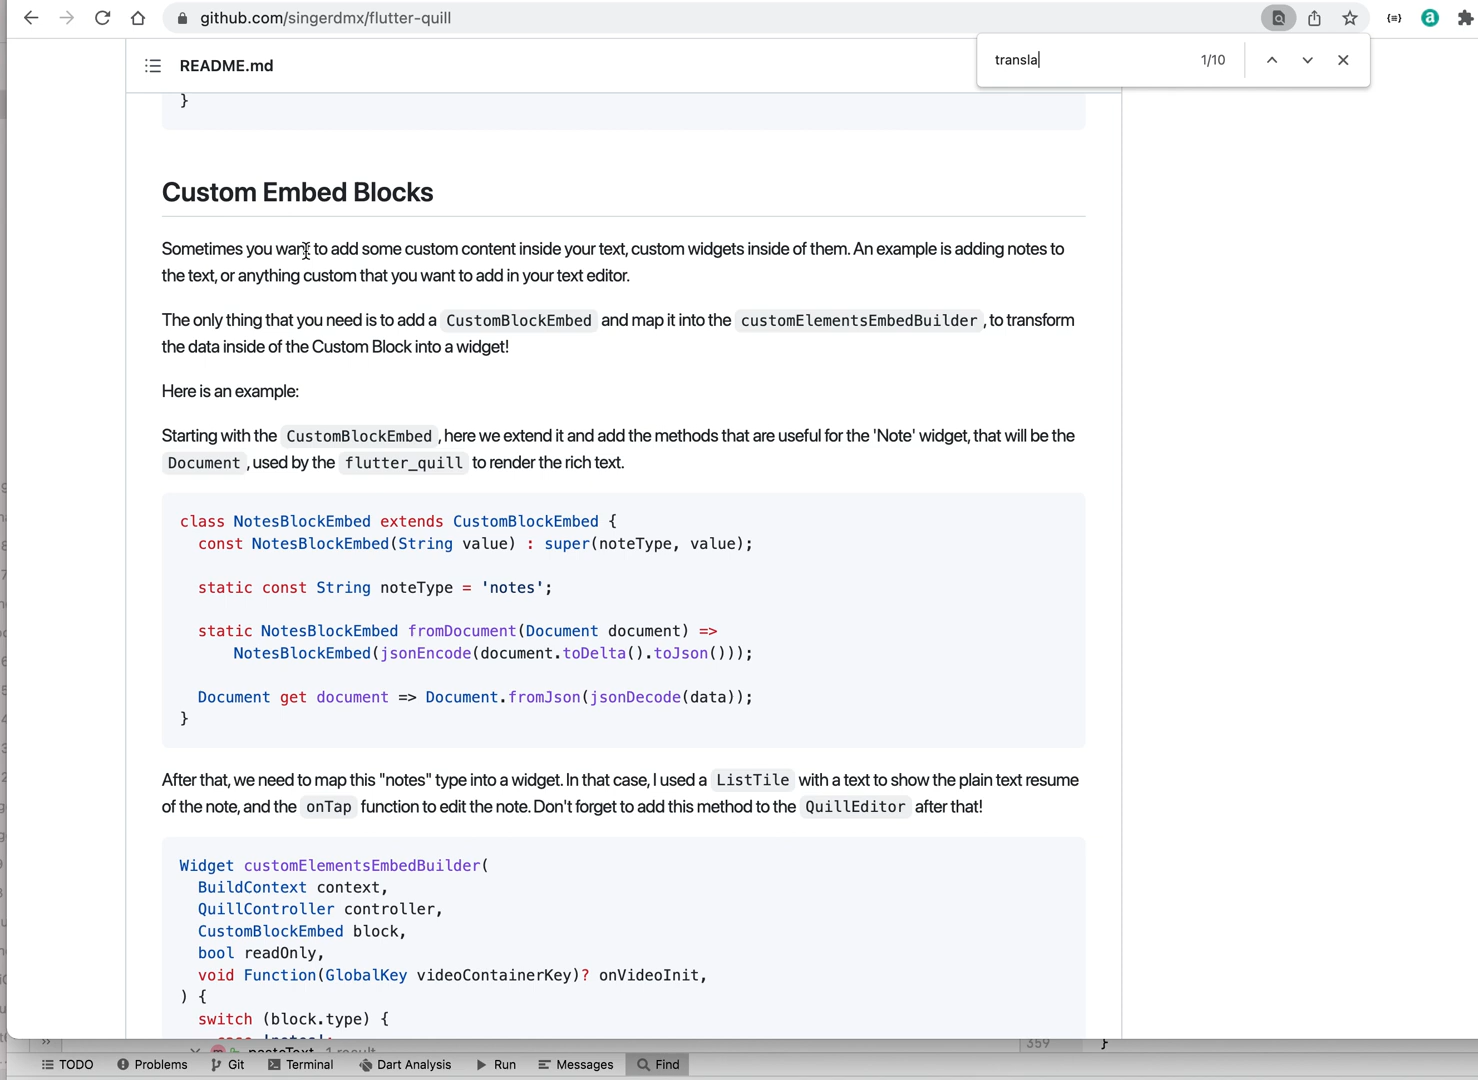 github.com/singerdmx/flutter-quill
{≡}
a
transla
1/10
README.md
}
Custom Embed Blocks
Sometimes you want to add some custom content inside your text, custom widgets inside of them. An example is adding notes to
the text, or anything custom that you want to add in your text editor.
The only thing that you need is to add a CustomBlockEmbed and map it into the customElementsEmbedBuilder , to transform
the data inside of the Custom Block into a widget!
Here is an example:
Starting with the CustomBlockEmbed , here we extend it and add the methods that are useful for the 'Note' widget, that will be the
Document , used by the flutter_quill to render the rich text.
class NotesBlockEmbed extends CustomBlockEmbed {
const NotesBlockEmbed(String value) : super(noteType, value);
static const String noteType = 'notes';
static NotesBlockEmbed fromDocument(Document document) =>
NotesBlockEmbed(jsonEncode(document.toDelta().toJson()));
Document get document => Document.fromJson(jsonDecode(data));
}
After that, we need to map this "notes" type into a widget. In that case, I used a ListTile with a text to show the plain text resume
of the note, and the onTap function to edit the note. Don't forget to add this method to the QuillEditor after that!
Widget customElementsEmbedBuilder(
BuildContext context,
QuillController controller,
CustomBlockEmbed block,
bool readOnly,
void Function(GlobalKey videoContainerKey)? onVideoInit,
) {
switch (block.type) {
359 }
TODO Problems Git Terminal Dart Analysis Run Messages Find